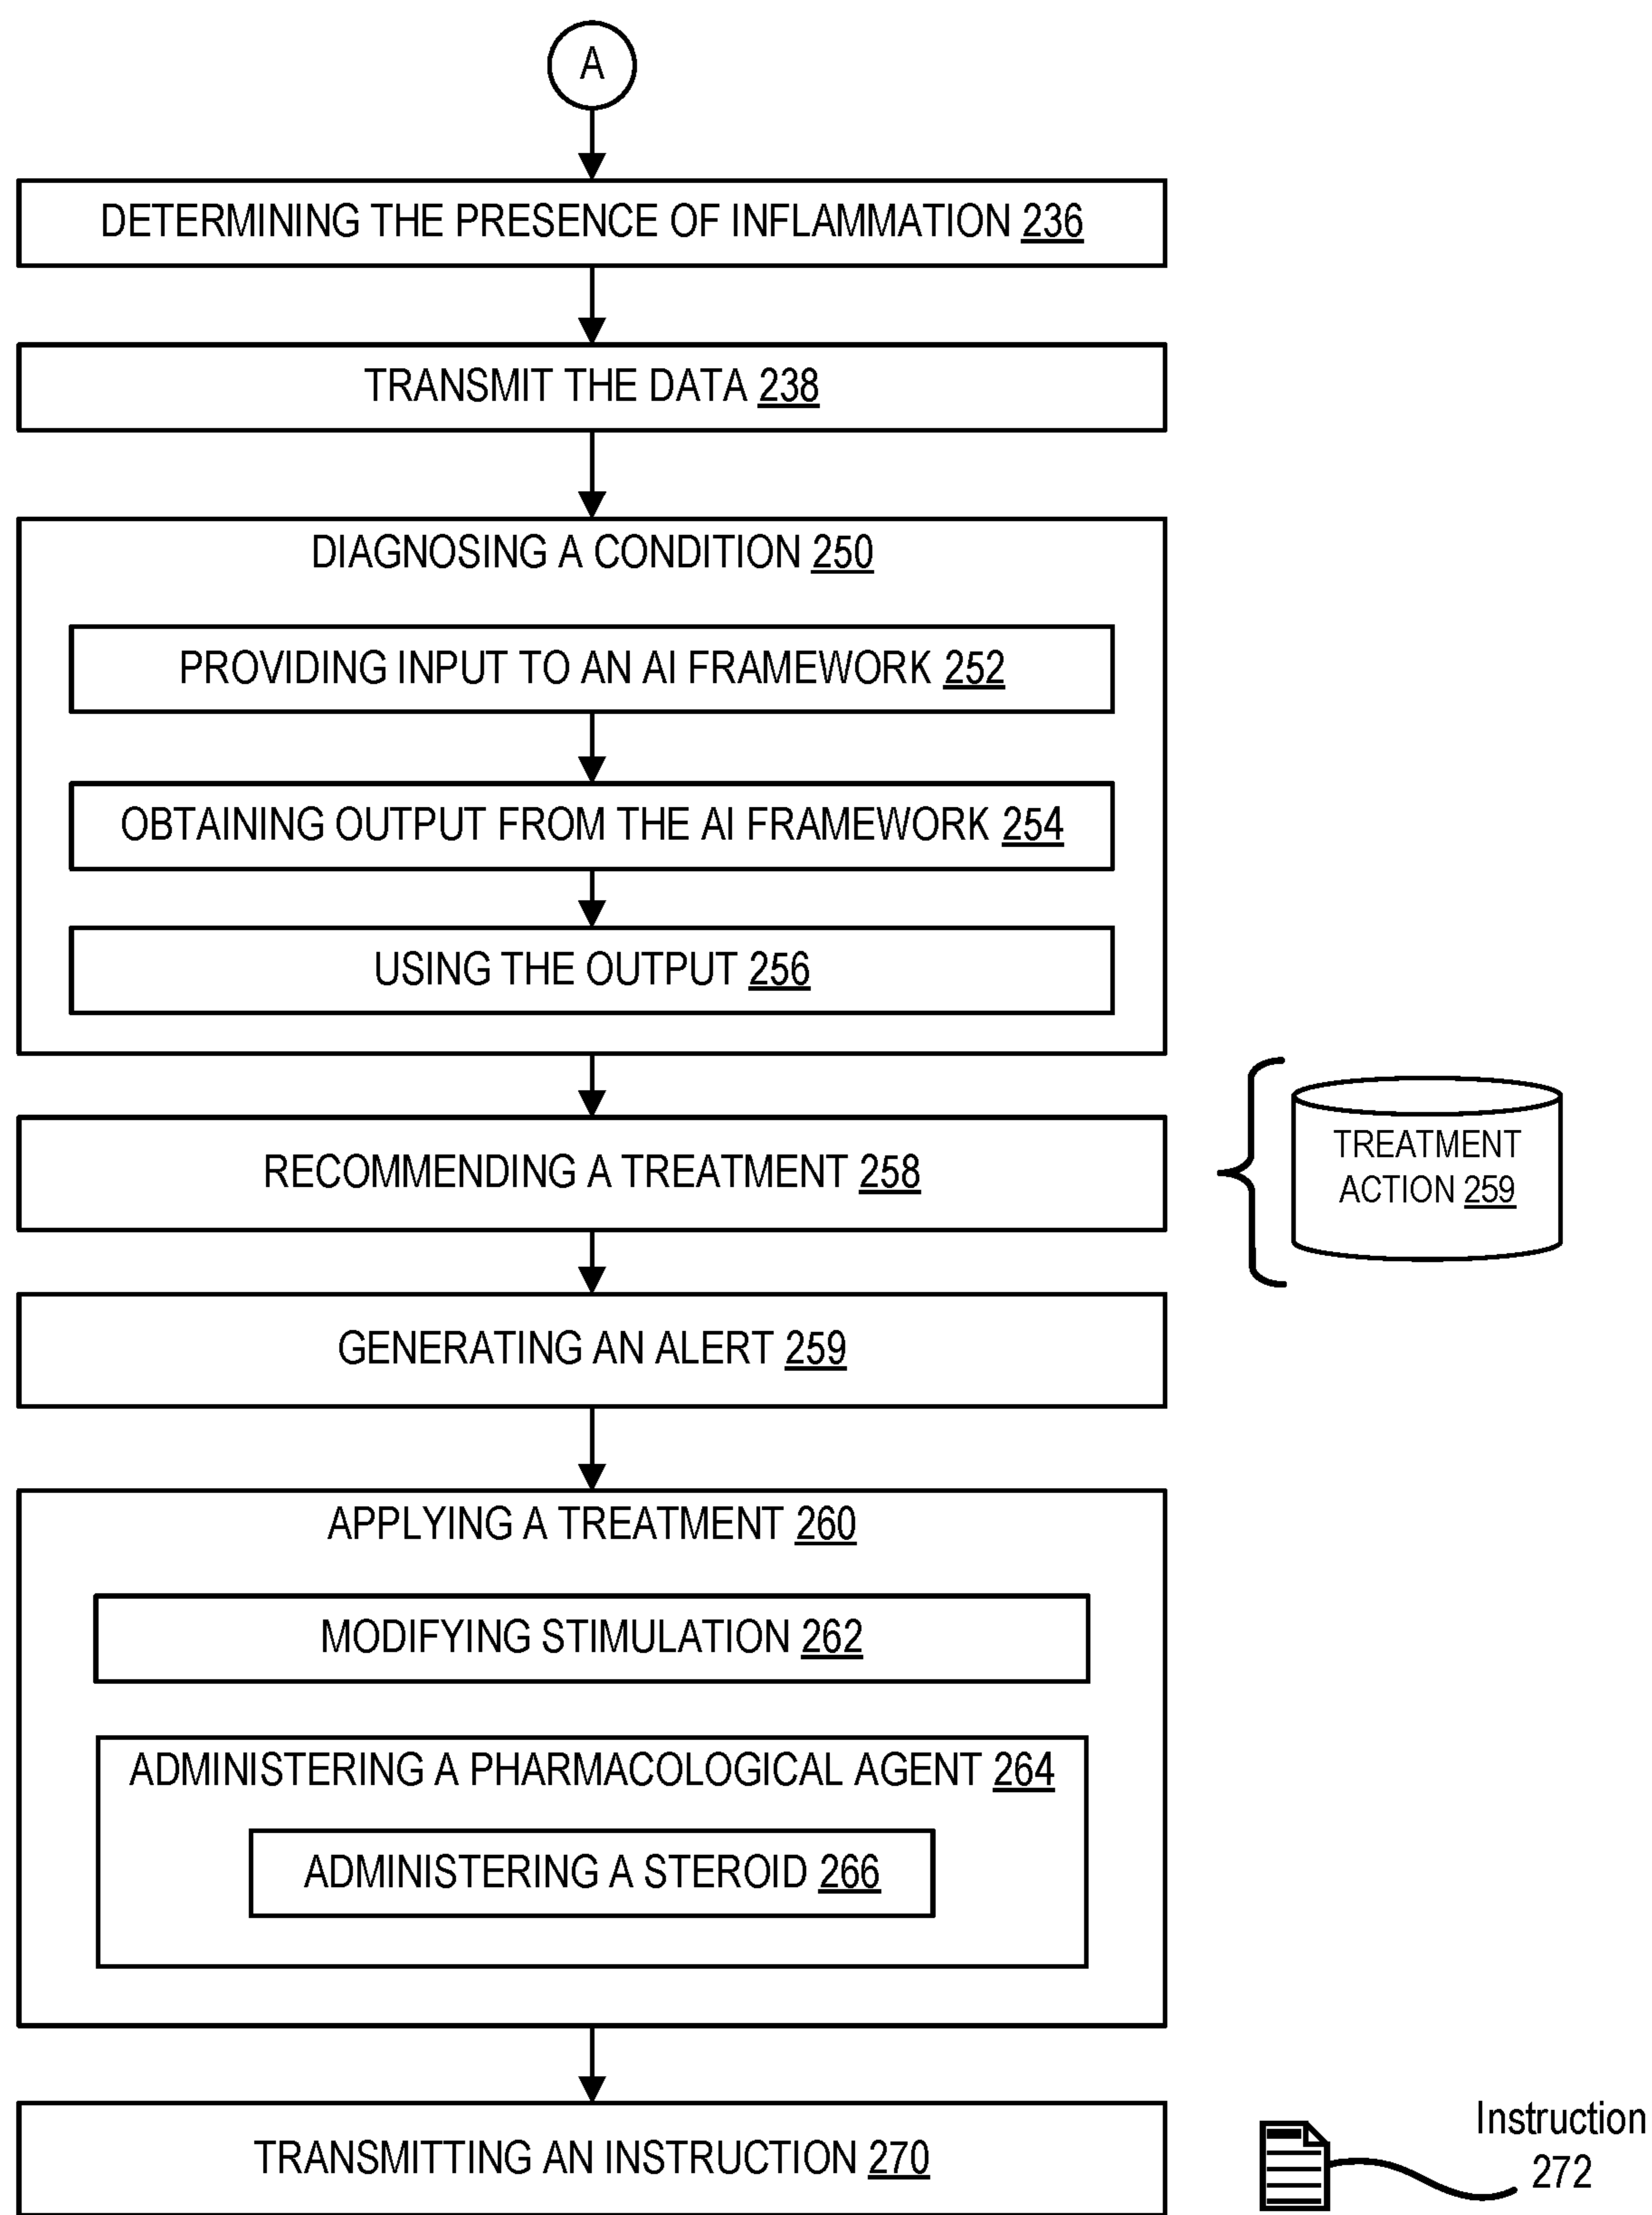 A
DETERMINING THE PRESENCE OF INFLAMMATION 236
TRANSMIT THE DATA 238
DIAGNOSING A CONDITION 250
PROVIDING INPUT TO AN AI FRAMEWORK 252
OBTAINING OUTPUT FROM THE AI FRAMEWORK 254
USING THE OUTPUT 256
RECOMMENDING A TREATMENT 258
TREATMENT
ACTION 259
GENERATING AN ALERT 259
APPLYING A TREATMENT 260
MODIFYING STIMULATION 262
ADMINISTERING A PHARMACOLOGICAL AGENT 264
ADMINISTERING A STEROID 266
TRANSMITTING AN INSTRUCTION 270
Instruction
272